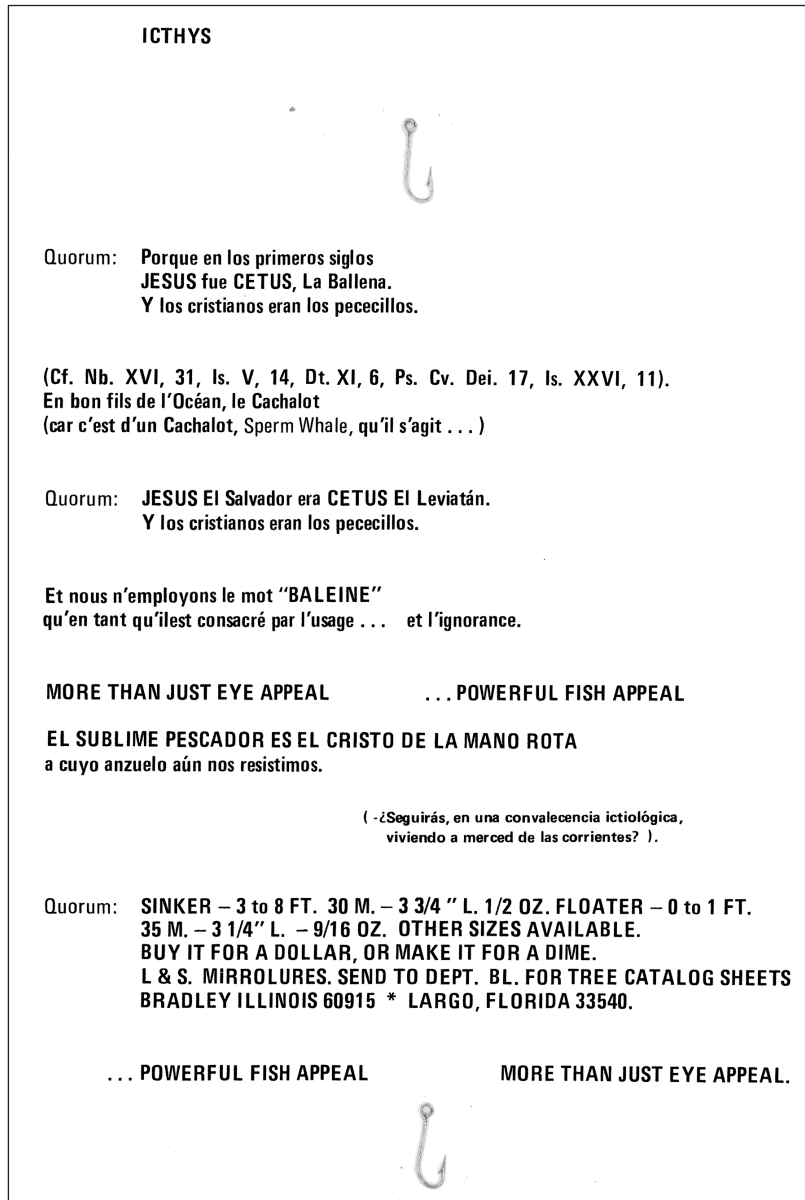 ICTHYS
Quorum: Porque en los primeros siglos
JESUS fue CETUS, La Ballena.
Y los cristianos eran los pececillos.
(Cf. Nb. XVI, 31, Is. V, 14, Dt. XI, 6, Ps. Cv. Dei. 17, Is. XXVI, 11).
En bon fils de l'Océan, le Cachalot
(car c'est d'un Cachalot, Sperm Whale, qu'il s'agit . . . )
Quorum: JESUS El Salvador era CETUS El Leviatán.
Y los cristianos eran los pececillos.
Et nous n'employons le mot "BALEINE"
qu'en tant qu'ilest consacré par l'usage . . . et l'ignorance.
MORE THAN JUST EYE APPEAL . . . POWERFUL FISH APPEAL
EL SUBLIME PESCADOR ES EL CRISTO DE LA MANO ROTA
a cuyo anzuelo aún nos resistimos.
( -¿Seguirás, en una convalecencia ictiológica,
viviendo a merced de las corrientes? ).
Quorum: SINKER – 3 to 8 FT. 30 M. – 3 3/4 " L. 1/2 OZ. FLOATER – 0 to 1 FT.
35 M. – 3 1/4" L. – 9/16 OZ. OTHER SIZES AVAILABLE.
BUY IT FOR A DOLLAR, OR MAKE IT FOR A DIME.
L & S. MIRROLURES. SEND TO DEPT. BL. FOR TREE CATALOG SHEETS
BRADLEY ILLINOIS 60915 * LARGO, FLORIDA 33540.
. . . POWERFUL FISH APPEAL MORE THAN JUST EYE APPEAL.